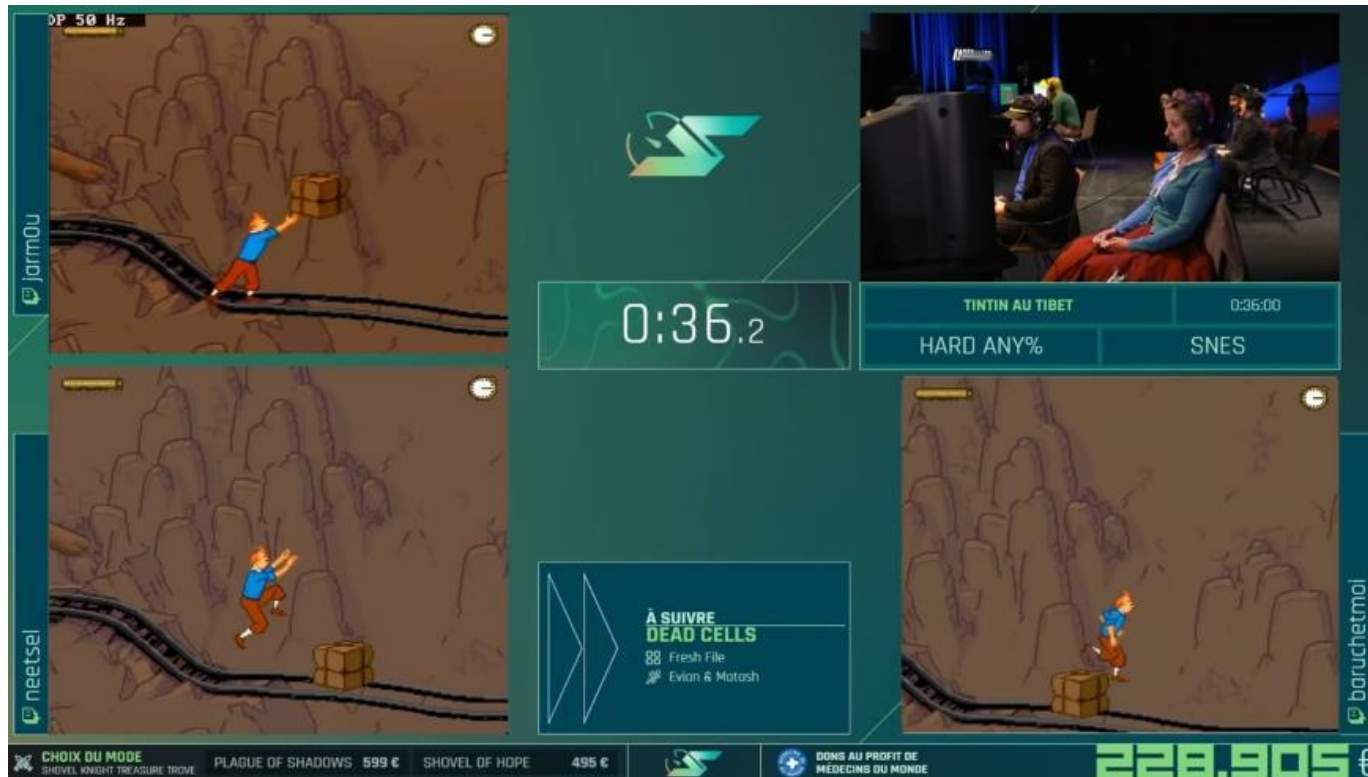 OP 50 Hz
jarm0u
0:36.2
TINTIN AU TIBET
0:36:00
HARD ANY%
SNES
neetsel
À SUIVRE
DEAD CELLS
Fresh File
Evian & Matosh
baruchetmoi
CHOIX DU MODE
SHOVEL KNIGHT TREASURE TROVE
PLAGUE OF SHADOWS 599 €
SHOVEL OF HOPE 495 €
DONS AU PROFIT DE
MÉDECINS DU MONDE
228.905